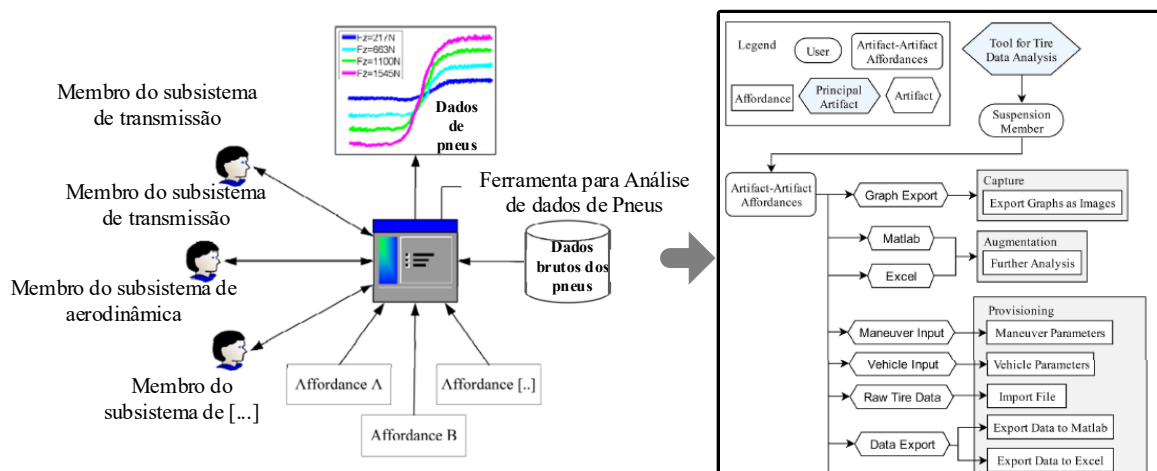 Fz=217N
Fz=663N
Fz=1100N
Fz=1545N
Dados
de
pneus
Membro do subsistema
de transmissão
Membro do subsistema
de transmissão
Membro do subsistema de
aerodinâmica
Membro do
subsistema de [...]
Ferramenta para Análise
de dados de Pneus
Dados
brutos dos
pneus
Affordance A
Affordance [..]
Affordance B
Legend
User
Artifact-Artifact
Affordances
Affordance
Principal
Artifact
Artifact
Tool for Tire
Data Analysis
Suspension
Member
Artifact-Artifact
Affordances
Graph Export
Capture
Export Graphs as Images
Matlab
Excel
Augmentation
Further Analysis
Provisioning
Maneuver Input
Maneuver Parameters
Vehicle Input
Vehicle Parameters
Raw Tire Data
Import File
Data Export
Export Data to Matlab
Export Data to Excel